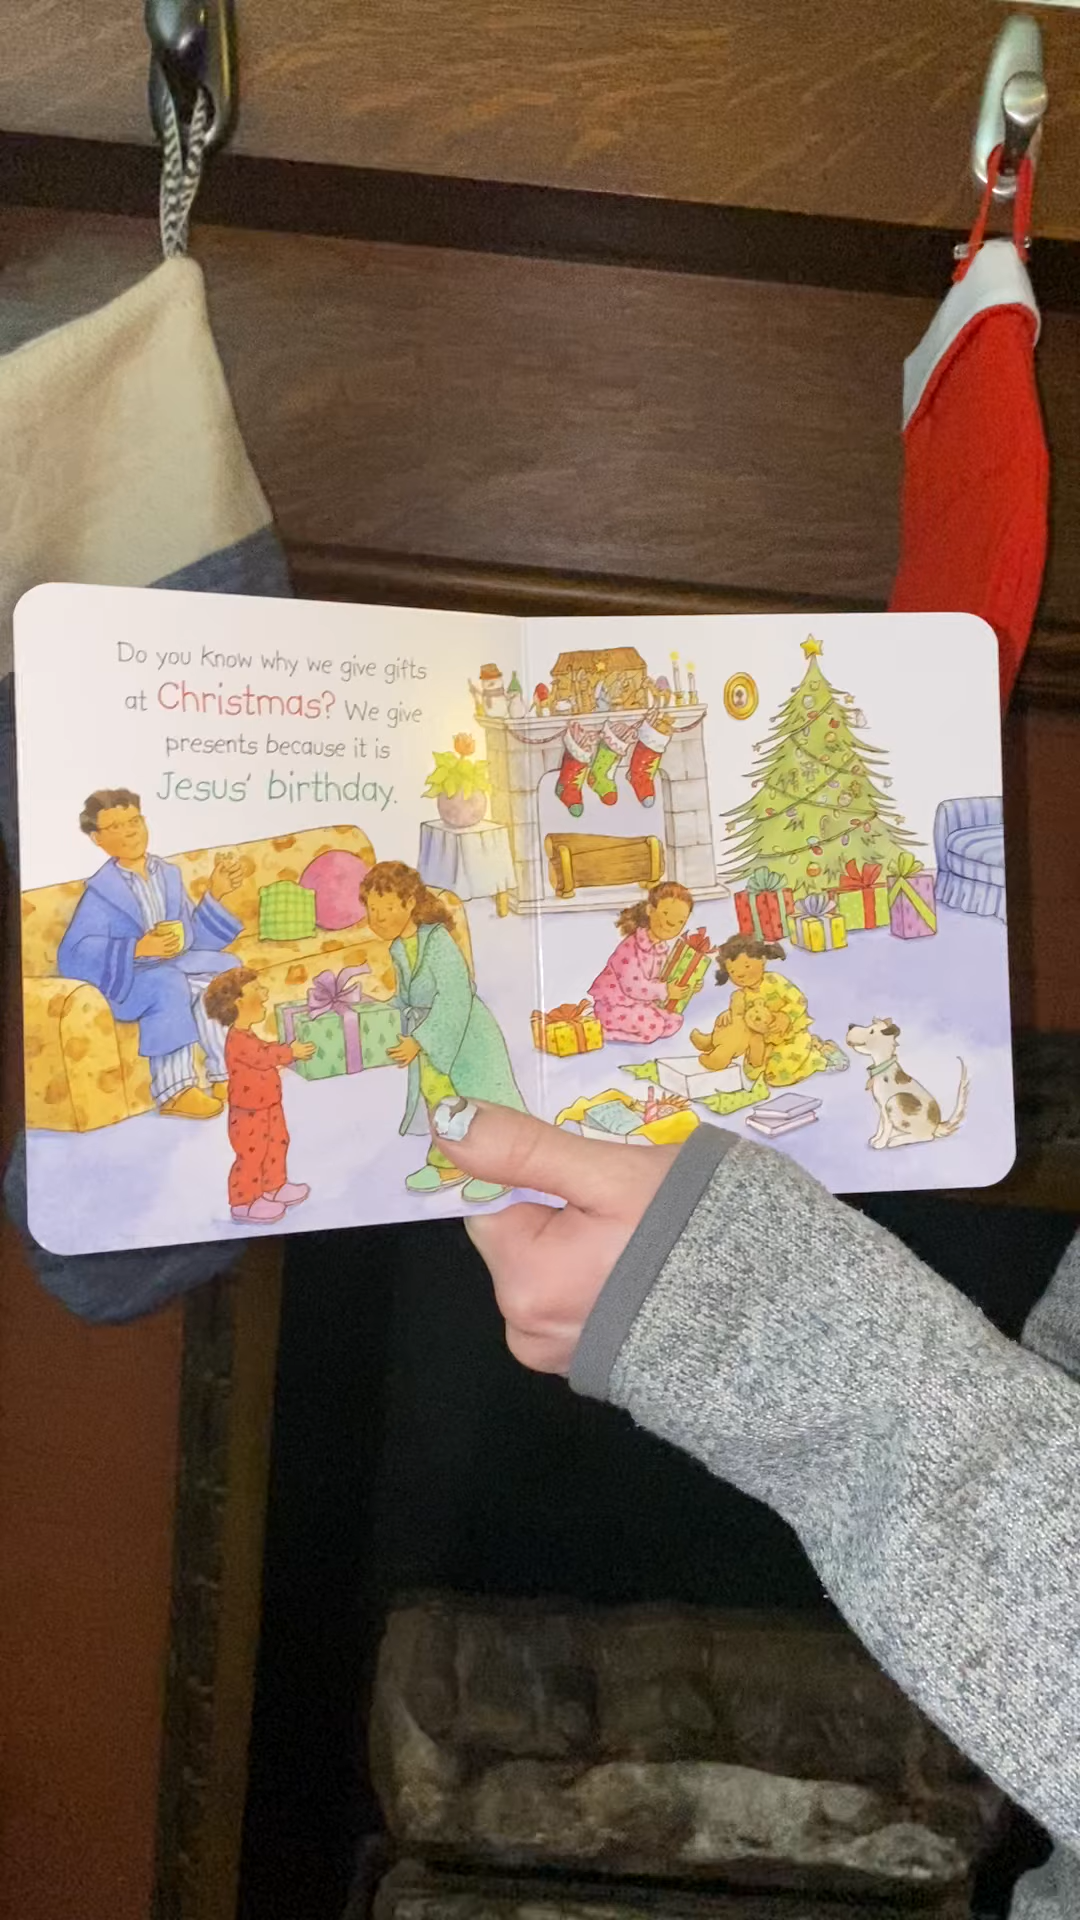 Do you know why we give gifts
at Christmas? We give
presents because it is
Jesus' birthday.